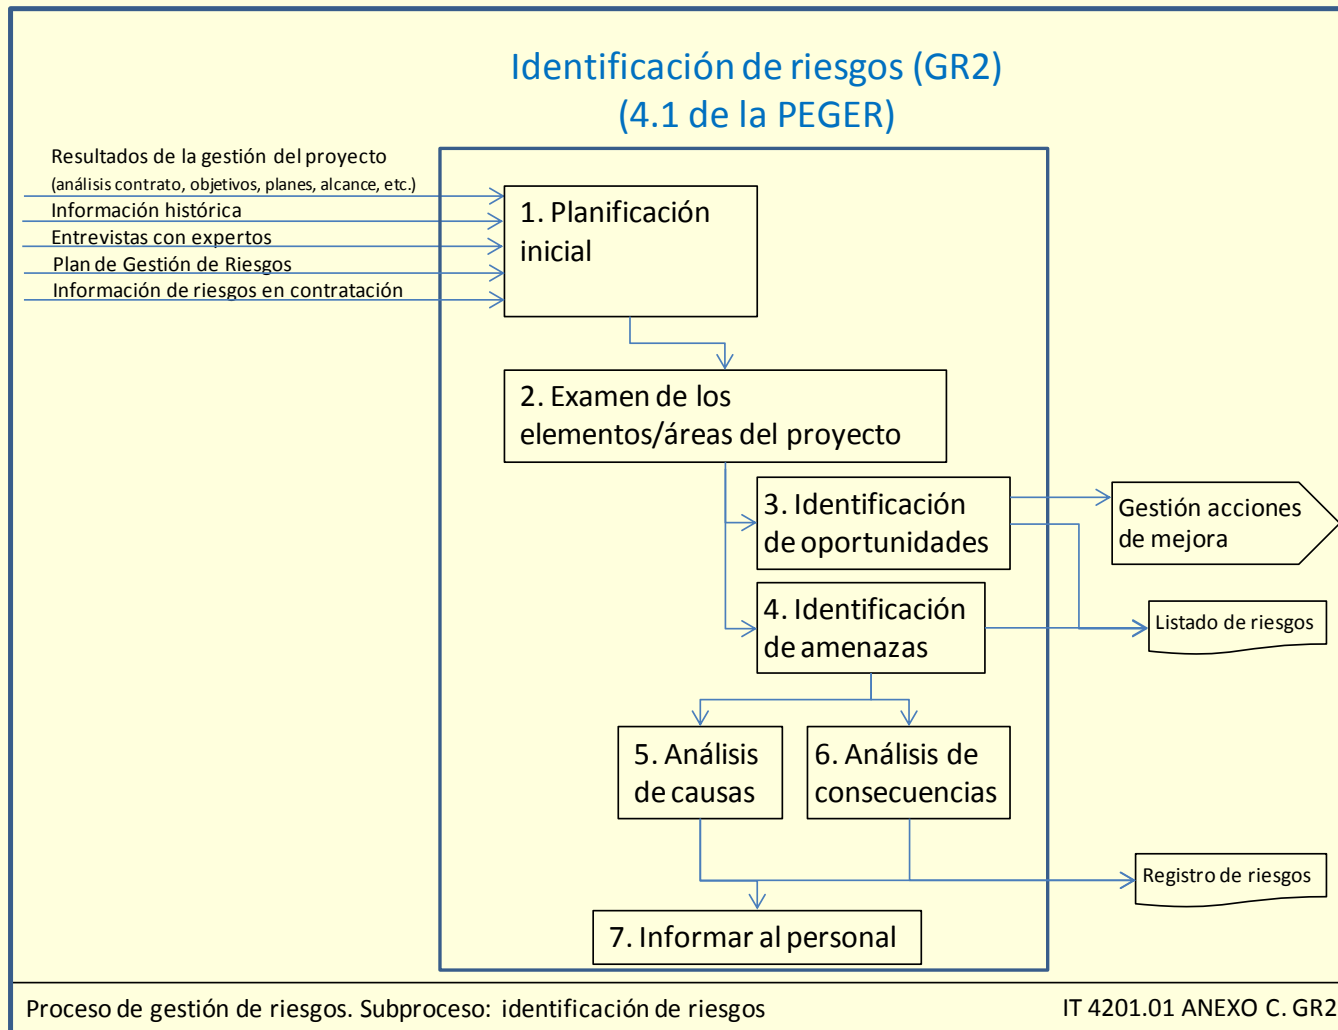 Identificación de riesgos (GR2)
(4.1 de la PEGER)
Resultados de la gestión del proyecto
(análisis contrato, objetivos, planes, alcance, etc.)
Información histórica
Entrevistas con expertos
Plan de Gestión de Riesgos
Información de riesgos en contratación
1. Planificación
inicial
2. Examen de los
elementos/áreas del proyecto
3. Identificación
de oportunidades
Gestión acciones
de mejora
4. Identificación
de amenazas
Listado de riesgos
5. Análisis
de causas
6. Análisis de
consecuencias
Registro de riesgos
7. Informar al personal
Proceso de gestión de riesgos. Subproceso: identificación de riesgos
IT 4201.01 ANEXO C. GR2